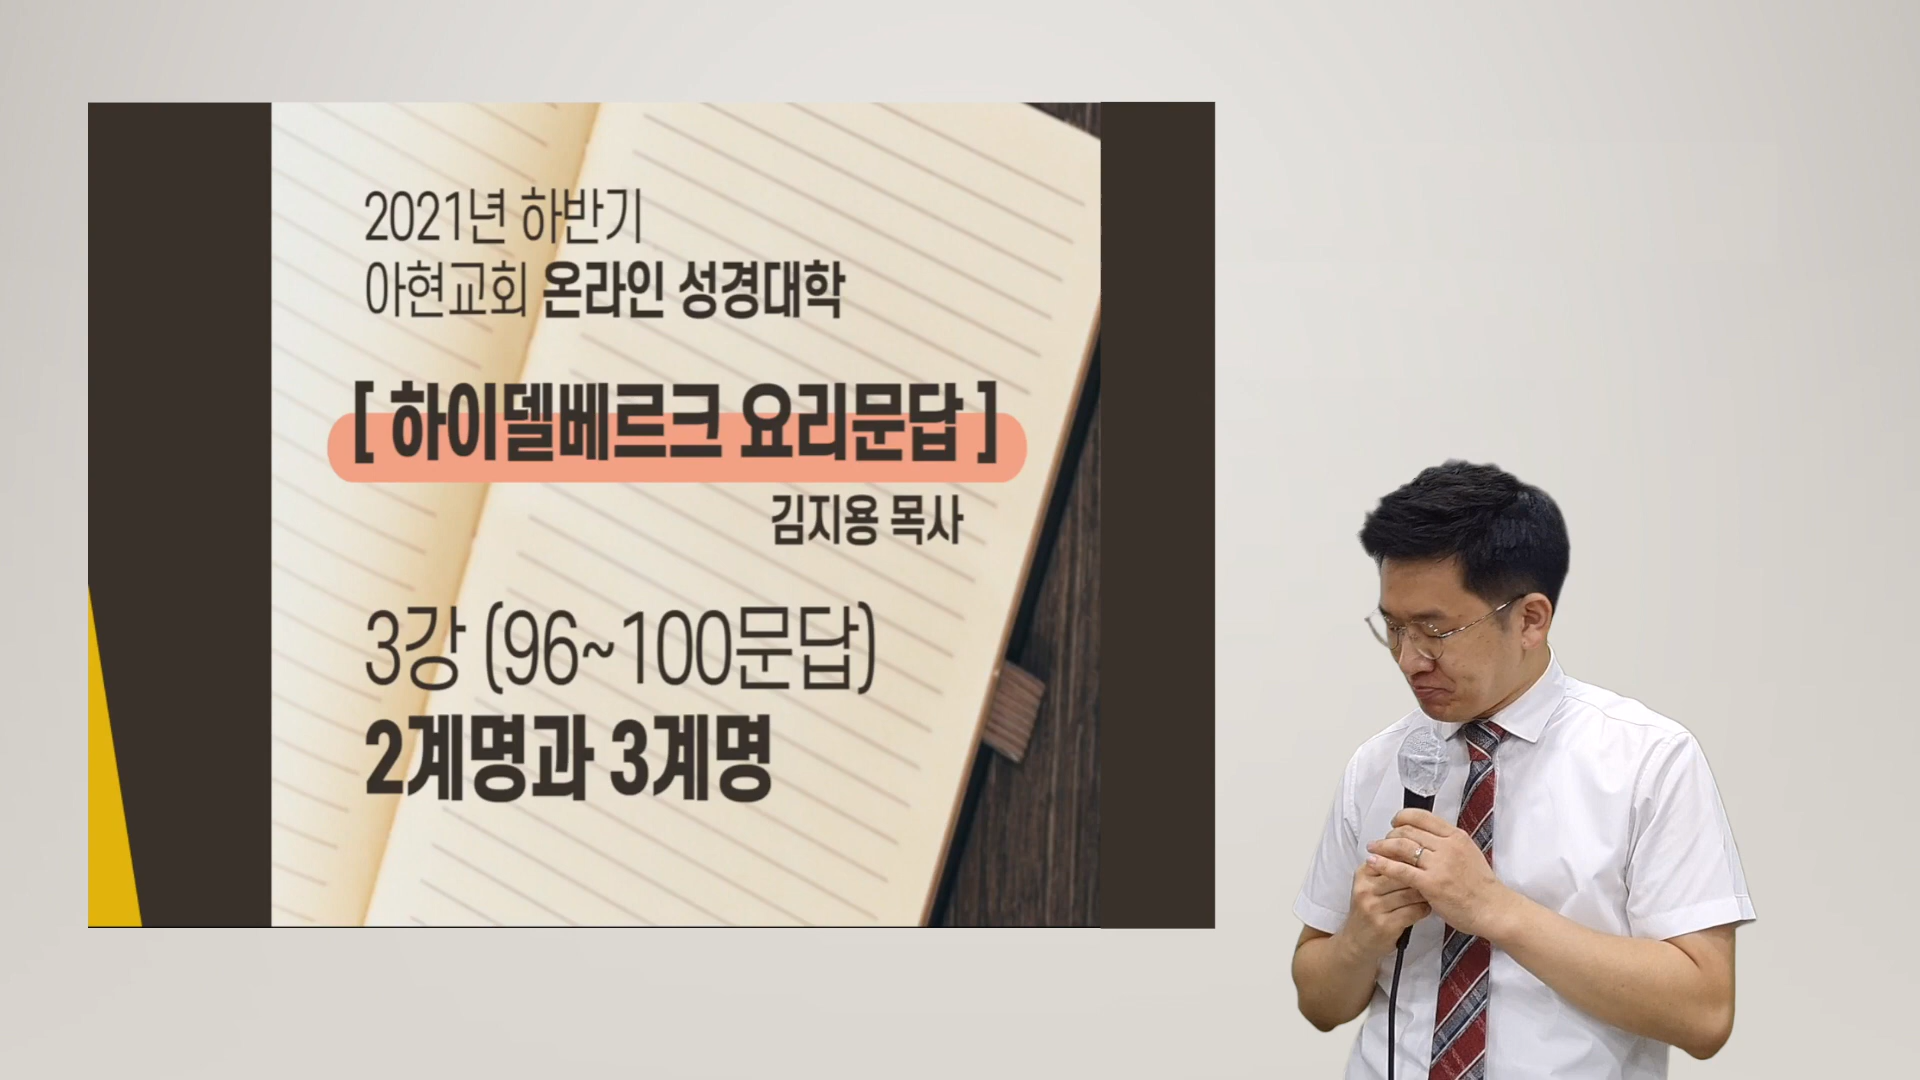 2021년 하반기
아현교회 온라인 성경대학
[ 하이델베르크 요리문답 ]
김지용 목사
3강 (96~100문답)
2계명과 3계명